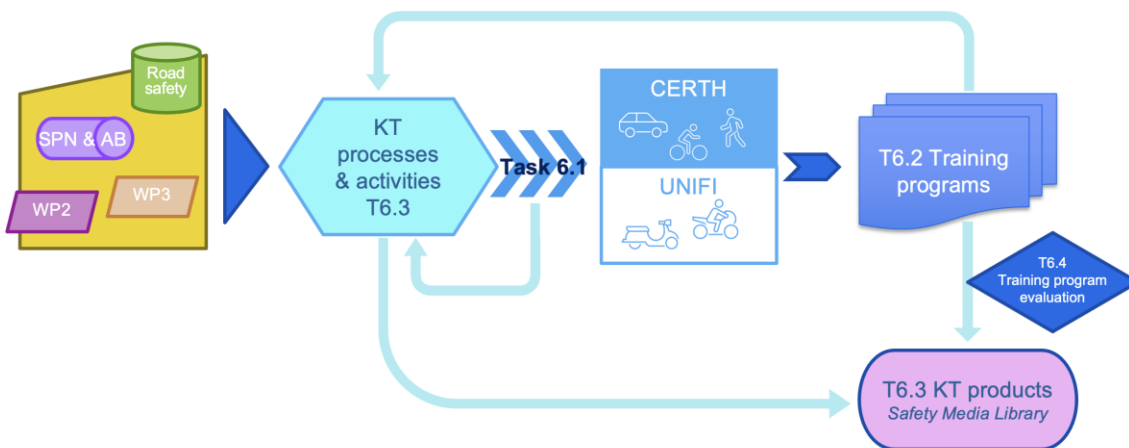 Road
safety
SPN & AB
WP2
WP3
KT
processes
& activities
T6.3
Task 6.1
CERTH
UNIFI
T6.2 Training
programs
T6.4
Training program
evaluation
T6.3 KT products
Safety Media Library